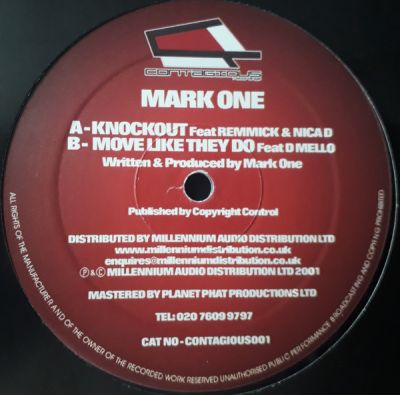 CONTAGIOUS
MARK ONE
A-KNOCKOUT Feat REMMICK & NICA D
B- MOVE LIKE THEY DO Feat D MELLO
Written & Produced by Mark One
Published by Copyright Control
DISTRIBUTED BY MILLENNIUM AUDIO DISTRIBUTION LTD
www.millenniumdistribution.co.uk
enquires@millenniumdistribution.co.uk
P & C MILLENNIUM AUDIO DISTRIBUTION LTD 2001
MASTERED BY PLANET PHAT PRODUCTIONS LTD
TEL: 020 7609 9797
CAT NO - CONTAGIOUS001
ALL RIGHTS OF THE MANUFACTURER AND OF THE OWNER OF THE RECORDED WORK RESERVED UNAUTHORISED PUBLIC PERFORMANCE BROADCASTING AND COPYING PROHIBITED